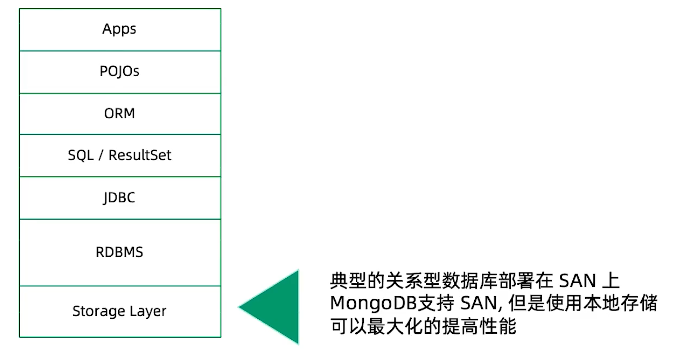 Apps
POJOs
ORM
SQL / ResultSet
JDBC
RDBMS
Storage Layer
典型的关系型数据库部署在 SAN 上
MongoDB支持 SAN, 但是使用本地存储
可以最大化的提高性能